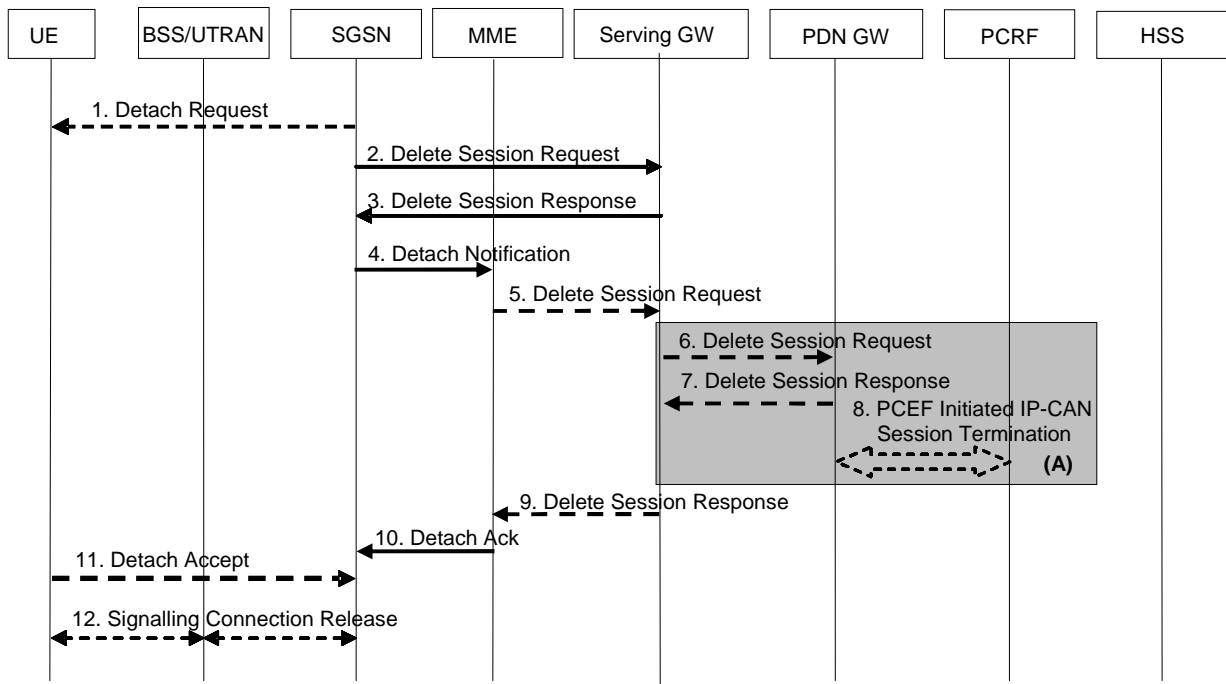 UE
BSS/UTRAN
SGSN
MME
Serving GW
PDN GW
PCRF
HSS
1. Detach Request
2. Delete Session Request
3. Delete Session Response
4. Detach Notification
5. Delete Session Request
6. Delete Session Request
7. Delete Session Response
8. PCEF Initiated IP-CAN
Session Termination
(A)
9. Delete Session Response
10. Detach Ack
11. Detach Accept
12. Signalling Connection Release